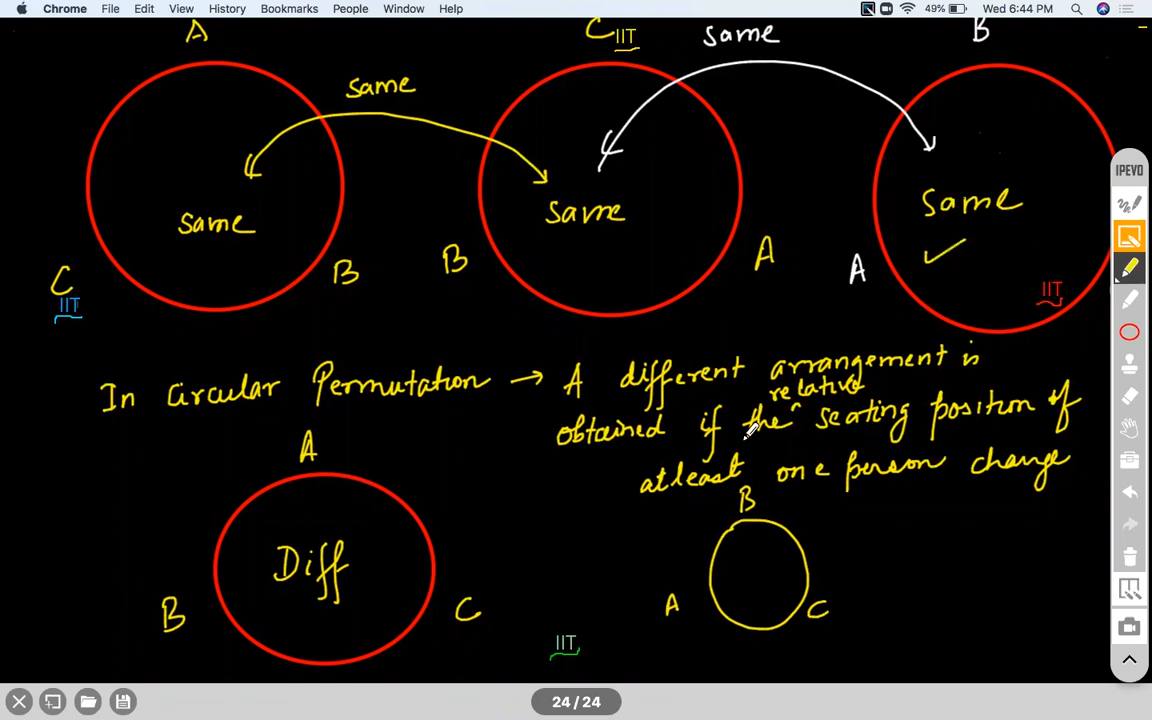 Chrome File Edit View History Bookmarks People Window Help
49% Wed 5 M 6:44 PM
A
C IIT
same
B
same
IPEVO
same
same
same
C
IIT
B
B
A
A
IIT
In Circular Permutation → A different arrangement is
relative
obtained if the ^ seating position of
atleast one person change
A
B
Diff
B
C
A
C
IIT
24 / 24